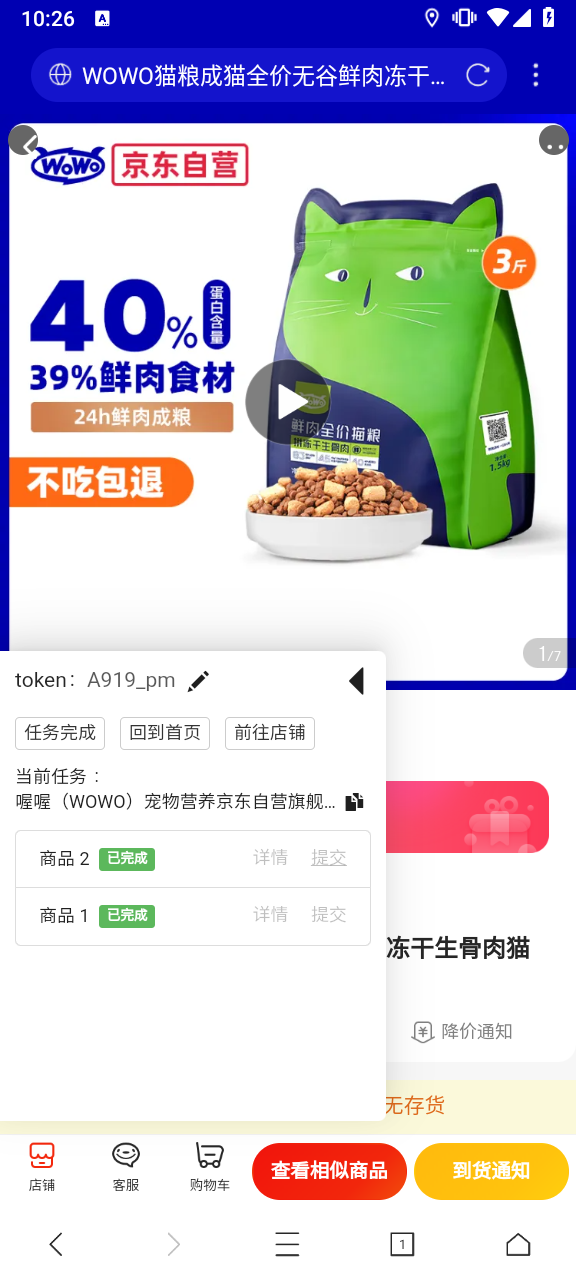 10:26
WOWO猫粮成猫全价无谷鲜肉冻干...
WOWO 京东自营
3斤
40% 蛋白含量
39%鲜肉食材
24h鲜肉成粮
鲜肉全价猫粮
拼冻干生骨肉
1.5kg
不吃包退
1/7
token: A919_pm
任务完成 回到首页 前往店铺
当前任务：
喔喔（WOWO）宠物营养京东自营旗舰...
商品 2 已完成 详情 提交
商品 1 已完成 详情 提交
冻干生骨肉猫
降价通知
无存货
店铺 客服 购物车 查看相似商品 到货通知
1